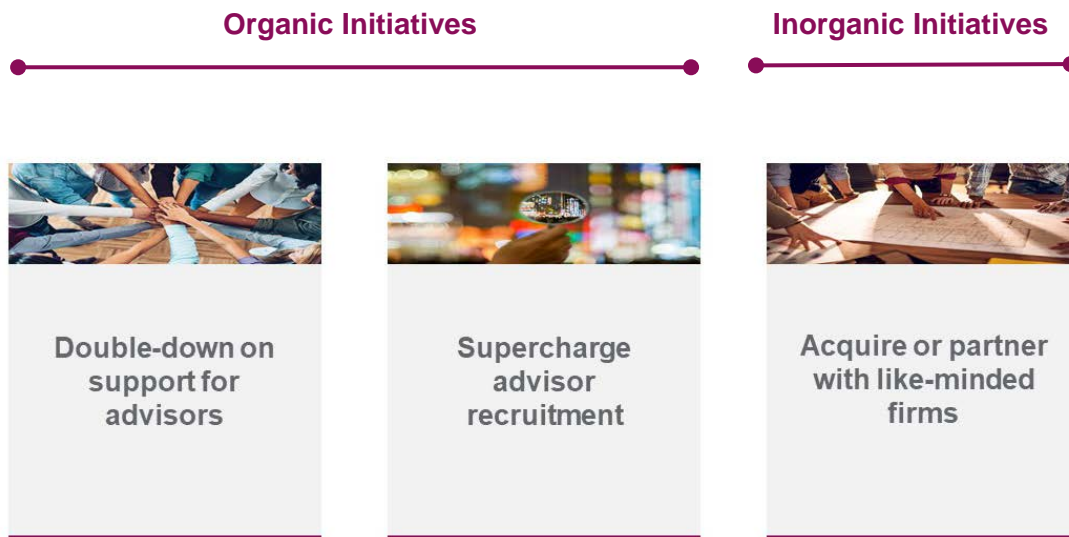 Organic Initiatives
Inorganic Initiatives
Double-down on
support for
advisors
Supercharge
advisor
recruitment
Acquire or partner
with like-minded
firms